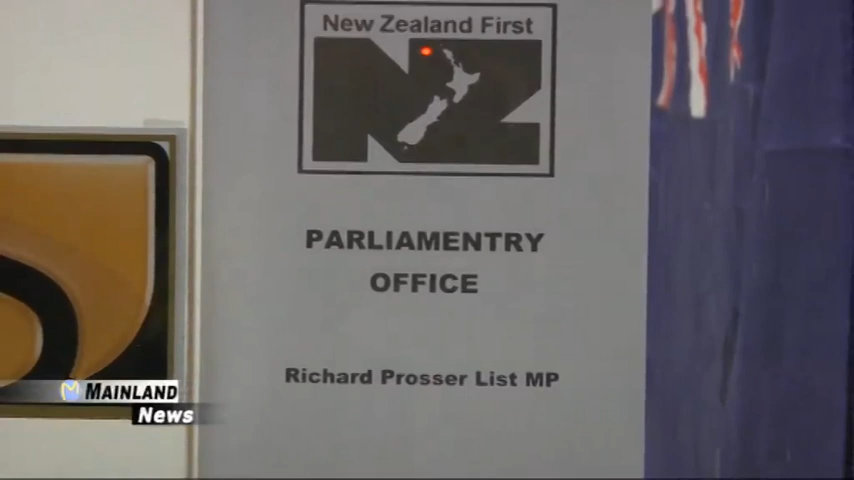 New Zealand First
NZ
PARLIAMENTRY
OFFICE
Richard Prosser List MP
MAINLAND
News